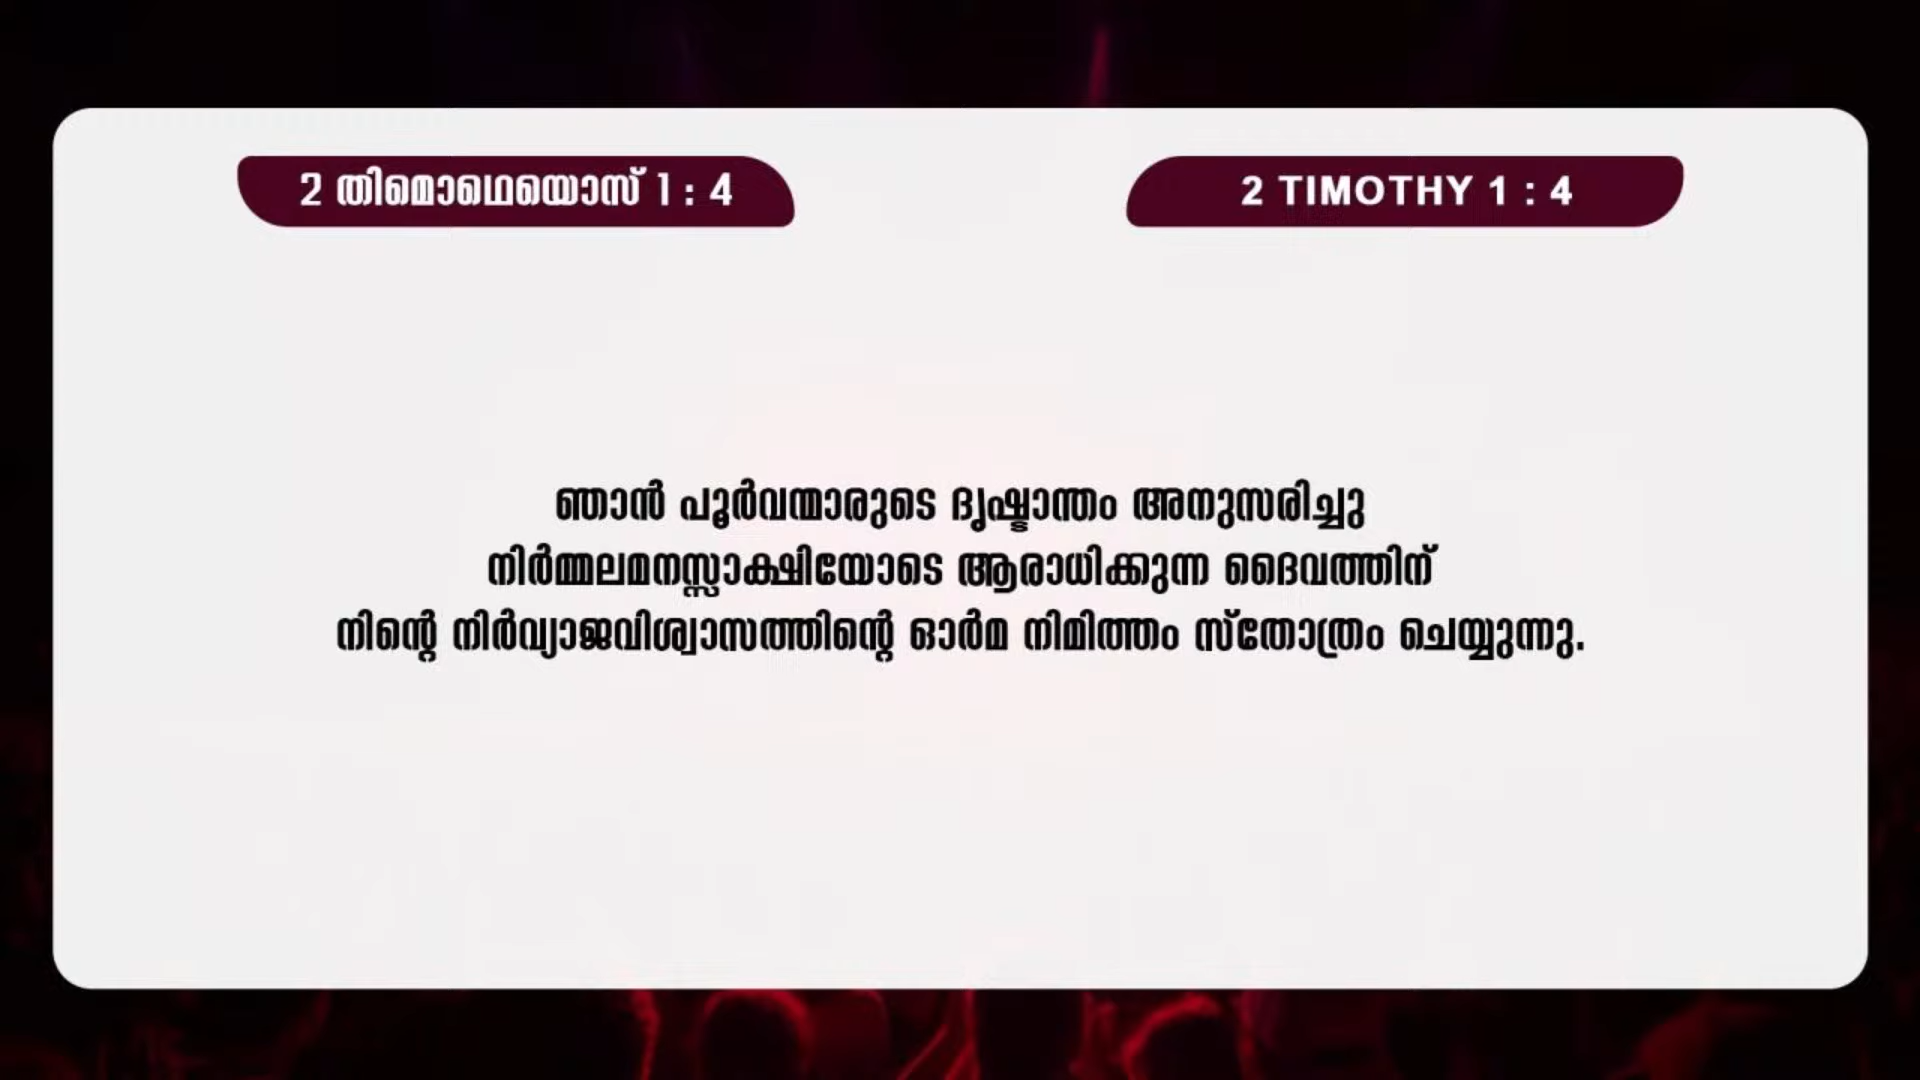 2 തിമൊഥെയൊസ് 1 : 4
2 TIMOTHY 1 : 4
ഞാൻ പൂർവന്മാരുടെ ദൃഷ്ടാന്തം അനുസരിച്ചു
നിർമ്മലമനസ്സാക്ഷിയോടെ ആരാധിക്കുന്ന ദൈവത്തിന്
നിന്റെ നിർവ്യാജവിശ്വാസത്തിന്റെ ഓർമ നിമിത്തം സ്തോത്രം ചെയ്യുന്നു.